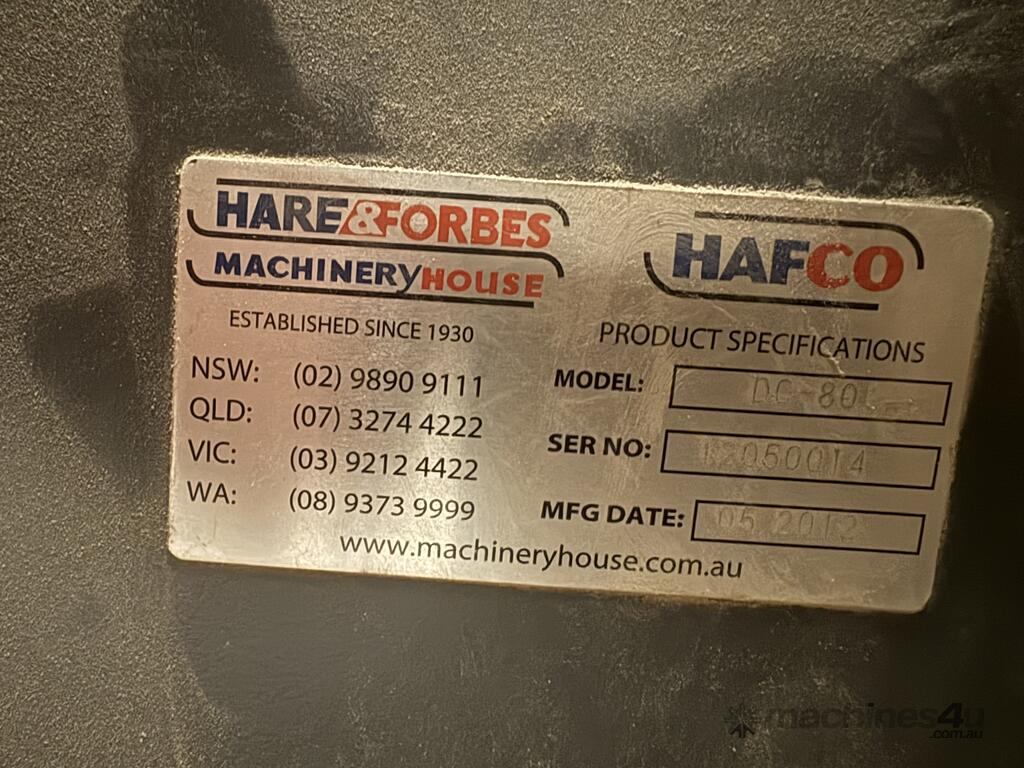 HARE&FORBES
MACHINERYHOUSE
ESTABLISHED SINCE 1930
NSW: (02) 9890 9111
QLD: (07) 3274 4222
VIC: (03) 9212 4422
WA: (08) 9373 9999
HAFCO
PRODUCT SPECIFICATIONS
MODEL:
SER NO: 12050014
MFG DATE: 05.2012
www.machineryhouse.com.au
machines4u
.com.au